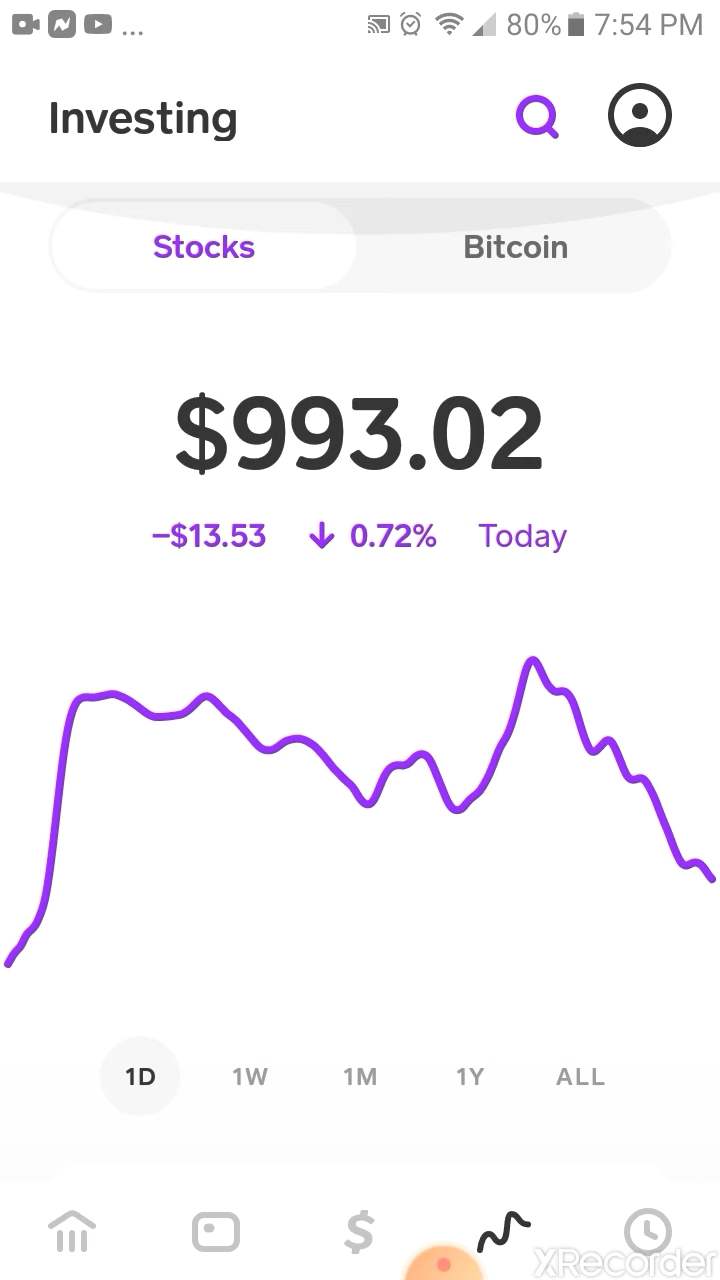 ... 80% 7:54 PM
Investing
Stocks Bitcoin
$993.02
–$13.53 ↓ 0.72% Today
1D 1W 1M 1Y ALL
$
XRecorder